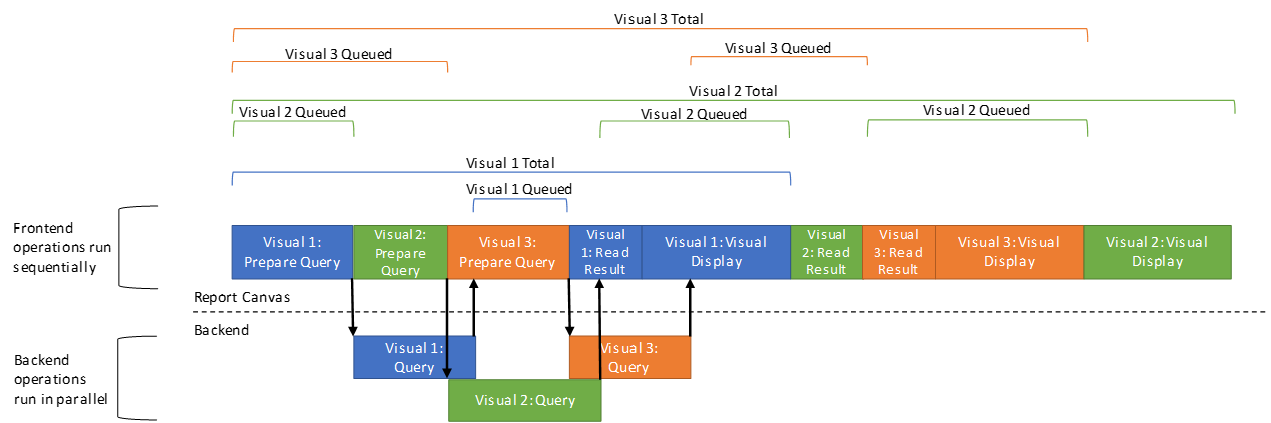 Visual 3 Total
Visual 3 Queued
Visual 3 Queued
Visual 2 Total
Visual 2 Queued
Visual 2 Queued
Visual 2 Queued
Visual 1 Total
Visual 1 Queued
Frontend
operations run
sequentially
Visual 1:
Prepare Query
Visual 2:
Prepare
Query
Visual 3:
Prepare Query
Visual
1: Read
Result
Visual 1: Visual
Display
Visual
2: Read
Result
Visual
3: Read
Result
Visual 3: Visual
Display
Visual 2: Visual
Display
Report Canvas
Backend
Backend
operations
run in parallel
Visual 1:
Query
Visual 3:
Query
Visual 2: Query